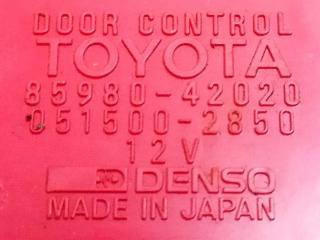 DOOR CONTROL
TOYOTA
85980-42020
051500-2850
12V
DENSO
MADE IN JAPAN